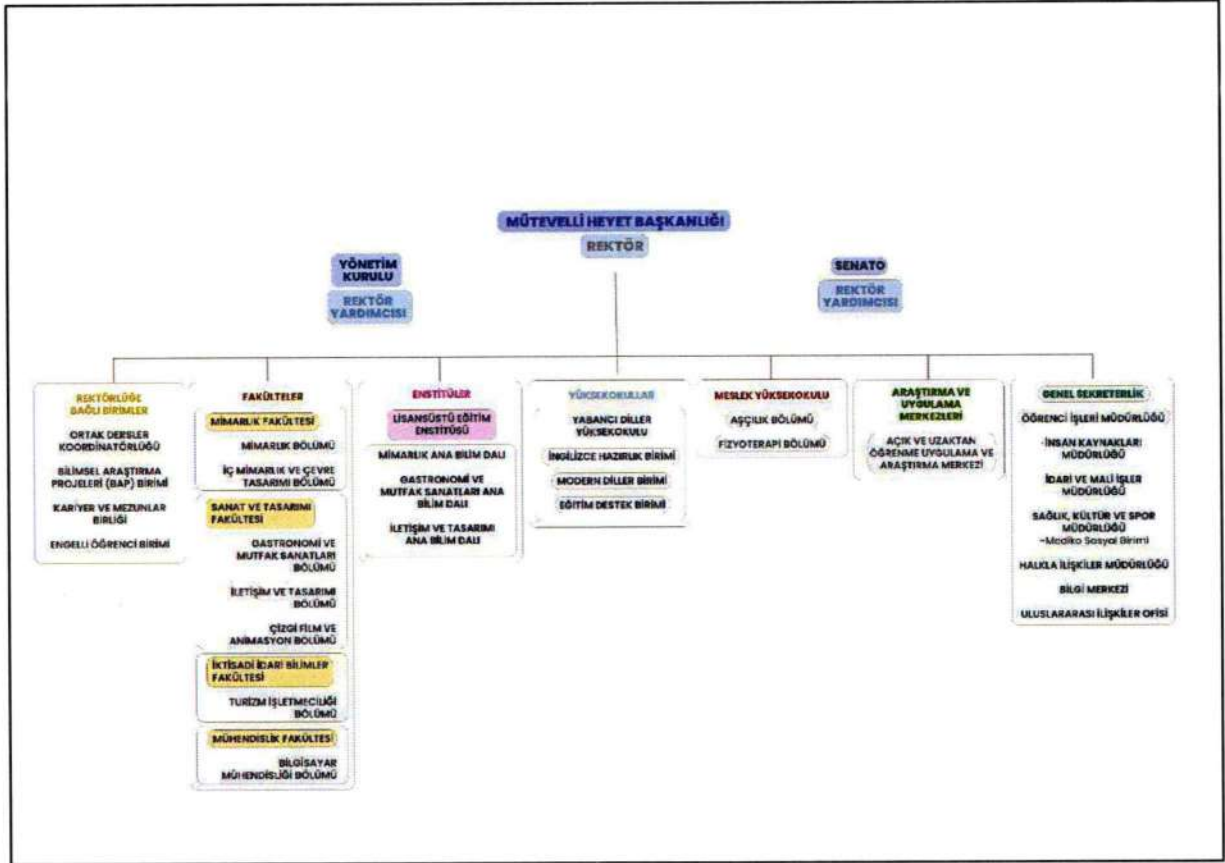 MÜTEVELLİ HEYET BAŞKANLIĞI
REKTÖR
YÖNETİM
KURULU
REKTÖR
YARDIMCISI
SENATO
REKTÖR
YARDIMCISI
REKTÖRLÜĞE
BAĞLI BİRİMLER
ORTAK DERSLER
KOORDİNATÖRLÜĞÜ
BİLİMSEL ARAŞTIRMA
PROJELERİ (BAP) BİRİMİ
KARİYER VE MEZUNLAR
BİRLİĞİ
ENGELLİ ÖĞRENCİ BİRİMİ
FAKÜLTELER
MİMARLIK FAKÜLTESİ
MİMARLIK BÖLÜMÜ
İÇ MİMARLIK VE ÇEVRE
TASARIMI BÖLÜMÜ
SANAT VE TASARIMI
FAKÜLTESİ
GASTRONOMİ VE
MUTFAK SANATLARI
BÖLÜMÜ
İLETİŞİM VE TASARIMI
BÖLÜMÜ
ÇİZGİ FİLM VE
ANİMASYON BÖLÜMÜ
İKTİSADİ İDARİ BİLİMLER
FAKÜLTESİ
TURİZM İŞLETMECİLİĞİ
BÖLÜMÜ
MÜHENDİSLİK FAKÜLTESİ
BİLGİSAYAR
MÜHENDİSLİĞİ BÖLÜMÜ
ENSTİTÜLER
LİSANSÜSTÜ EĞİTİM
ENSTİTÜSÜ
MİMARLIK ANA BİLİM DALI
GASTRONOMİ VE
MUTFAK SANATLARI ANA
BİLİM DALI
İLETİŞİM VE TASARIMI
ANA BİLİM DALI
YÜKSEKOKULLAR
YABANCI DİLLER
YÜKSEKOKULU
İNGİLİZCE HAZIRLIK BİRİMİ
MODERN DİLLER BİRİMİ
EĞİTİM DESTEK BİRİMİ
MESLEK YÜKSEKOKULU
AŞÇILIK BÖLÜMÜ
FİZYOTERAPİ BÖLÜMÜ
ARAŞTIRMA VE
UYGULAMA
MERKEZLERİ
AÇIK VE UZAKTAN
ÖĞRENME UYGULAMA VE
ARAŞTIRMA MERKEZİ
GENEL SEKRETERLİK
ÖĞRENCİ İŞLERİ MÜDÜRLÜĞÜ
İNSAN KAYNAKLARI
MÜDÜRLÜĞÜ
İDARİ VE MALİ İŞLER
MÜDÜRLÜĞÜ
SAĞLIK, KÜLTÜR VE SPOR
MÜDÜRLÜĞÜ
-Mediko Sosyal Birimi
HALKLA İLİŞKİLER MÜDÜRLÜĞÜ
BİLGİ MERKEZİ
ULUSLARARASI İLİŞKİLER OFİSİ